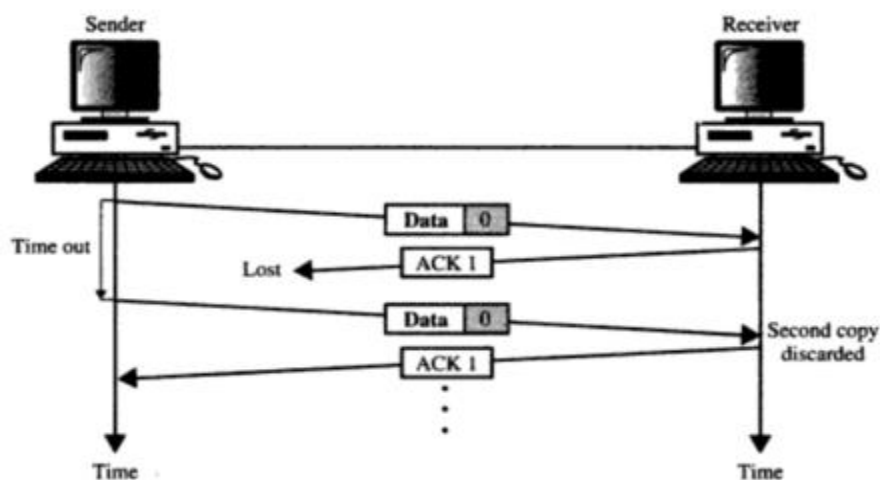 Sender
Receiver
Data 0
Time out
ACK 1
Lost
Data 0
Second copy
discarded
ACK 1
Time
Time